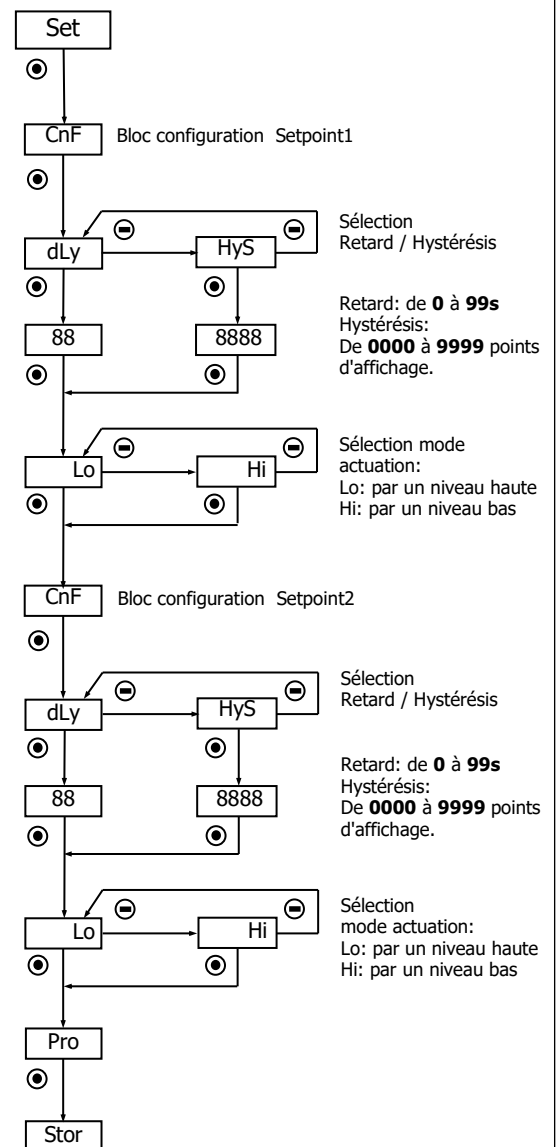 Set
CnF
Bloc configuration Setpoint1
dLy
HyS
Sélection
Retard / Hystérésis
88
8888
Retard: de 0 à 99s
Hystérésis:
De 0000 à 9999 points
d'affichage.
Lo
Hi
Sélection mode
actuation:
Lo: par un niveau haute
Hi: par un niveau bas
CnF
Bloc configuration Setpoint2
dLy
HyS
Sélection
Retard / Hystérésis
88
8888
Retard: de 0 à 99s
Hystérésis:
De 0000 à 9999 points
d'affichage.
Lo
Hi
Sélection
mode actuation:
Lo: par un niveau haute
Hi: par un niveau bas
Pro
Stor